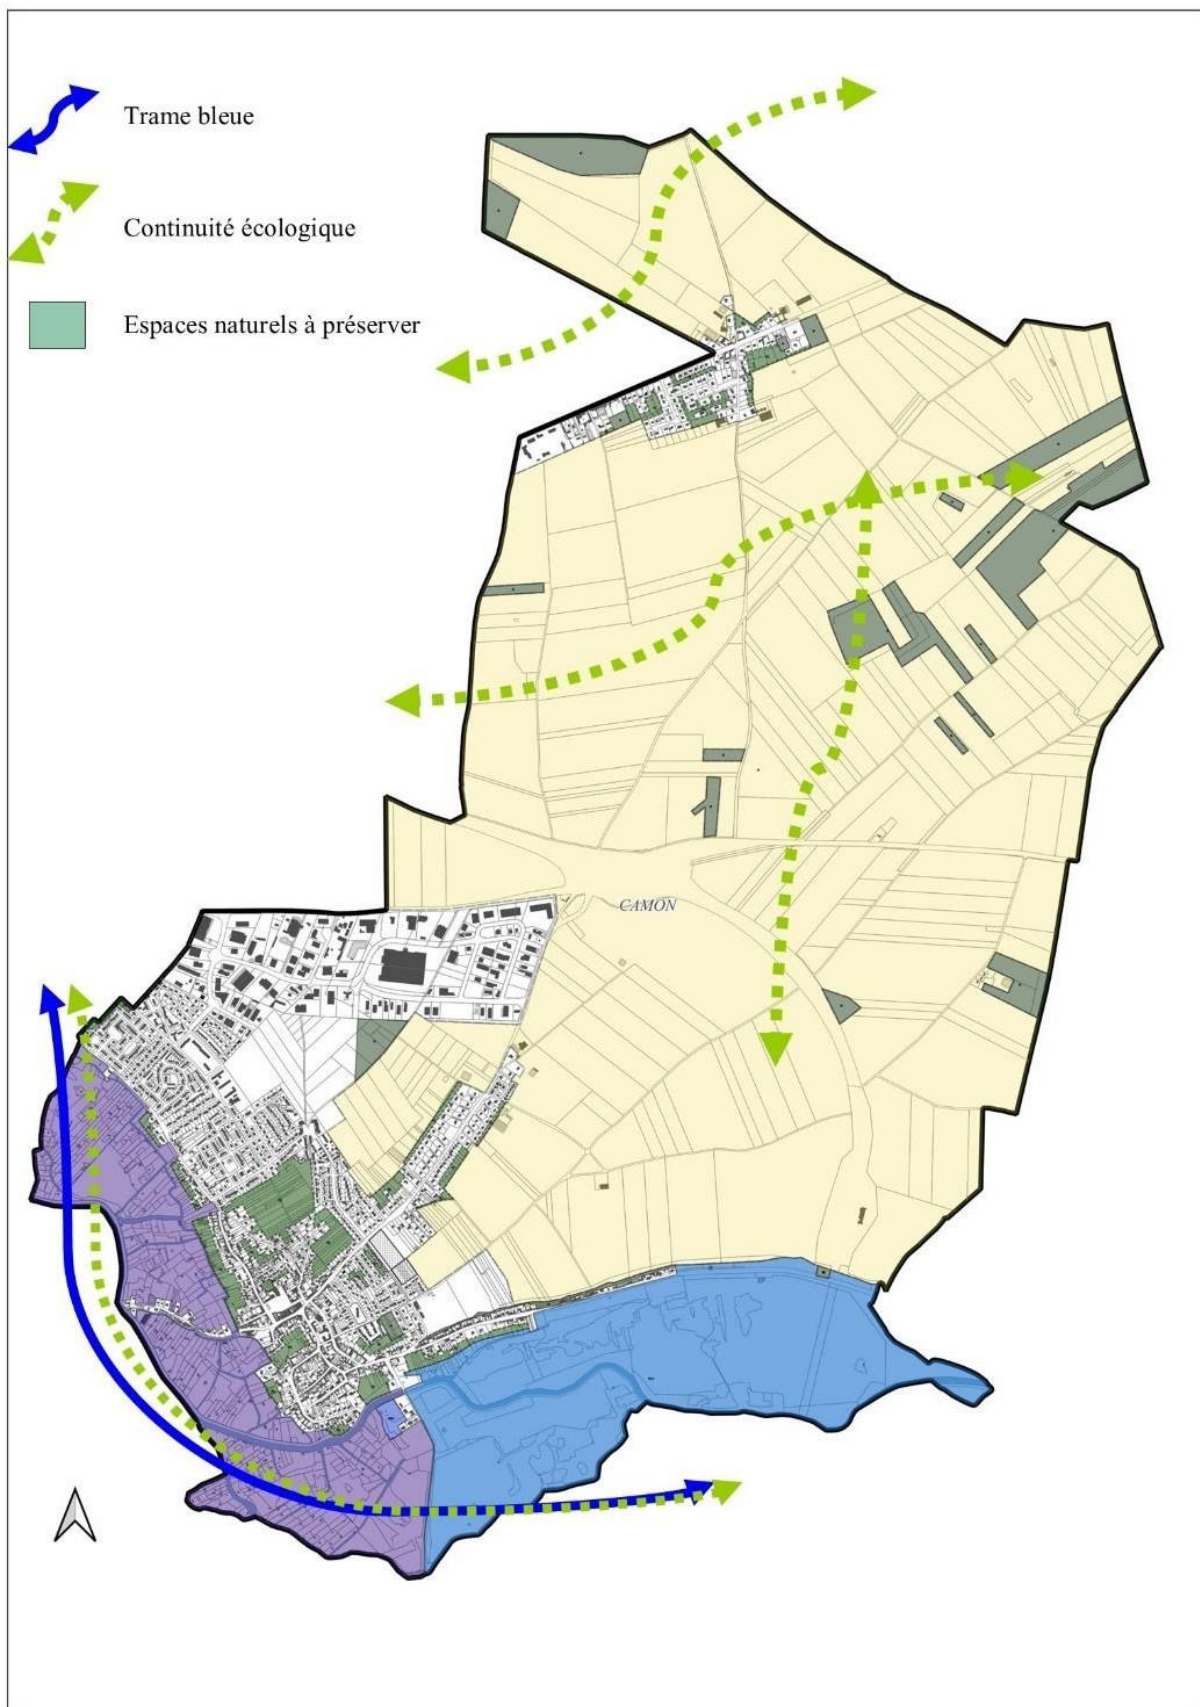 Trame bleue
Continuité écologique
Espaces naturels à préserver
CAMON